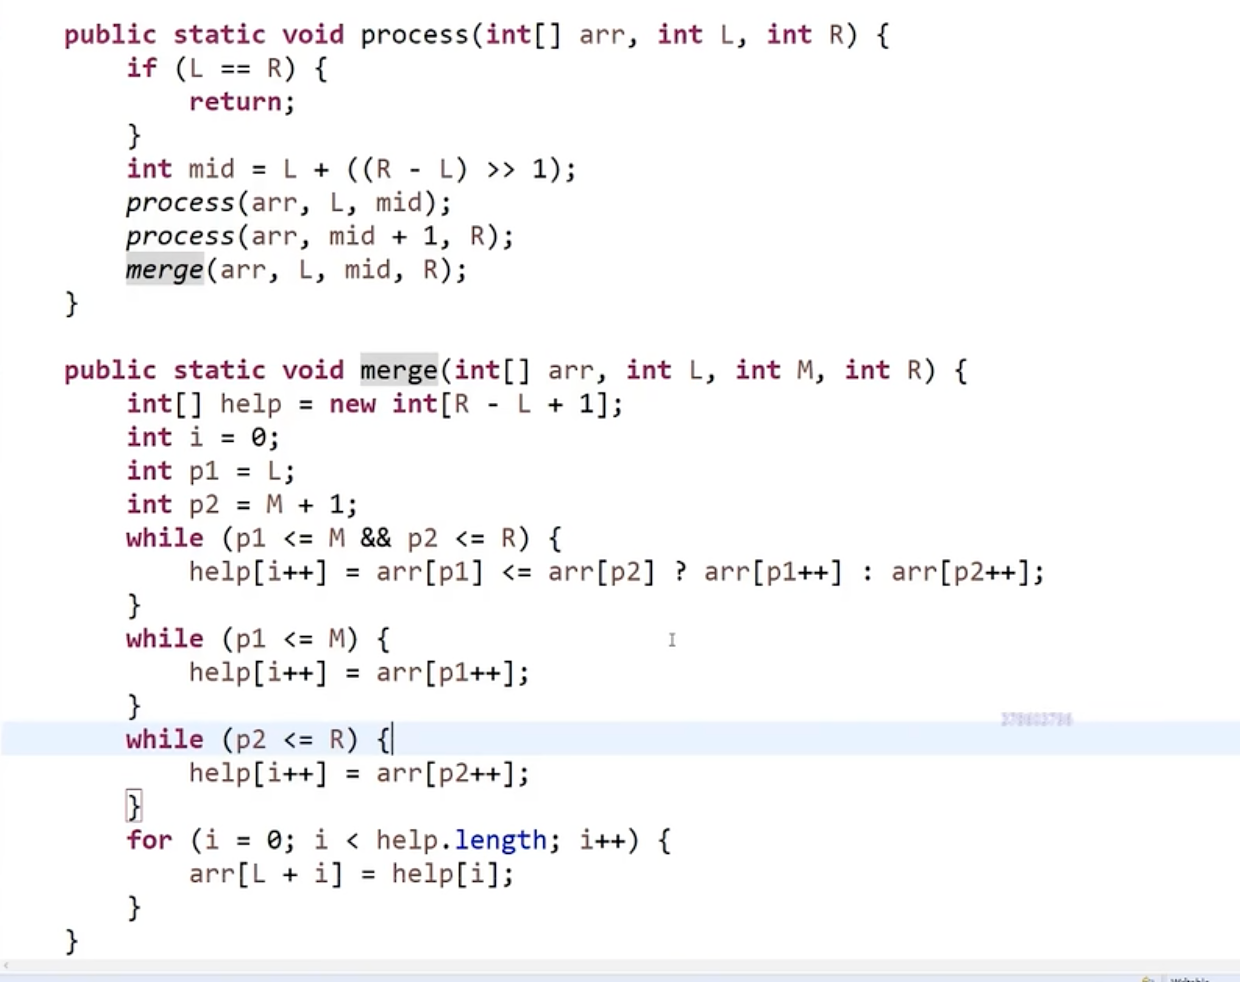 public static void process(int[] arr, int L, int R) {
if (L == R) {
return;
}
int mid = L + ((R - L) >> 1);
process(arr, L, mid);
process(arr, mid + 1, R);
merge(arr, L, mid, R);
}
public static void merge(int[] arr, int L, int M, int R) {
int[] help = new int[R - L + 1];
int i = 0;
int p1 = L;
int p2 = M + 1;
while (p1 <= M && p2 <= R) {
help[i++] = arr[p1] <= arr[p2] ? arr[p1++] : arr[p2++];
}
while (p1 <= M) {
help[i++] = arr[p1++];
}
while (p2 <= R) {
help[i++] = arr[p2++];
}
for (i = 0; i < help.length; i++) {
arr[L + i] = help[i];
}
}